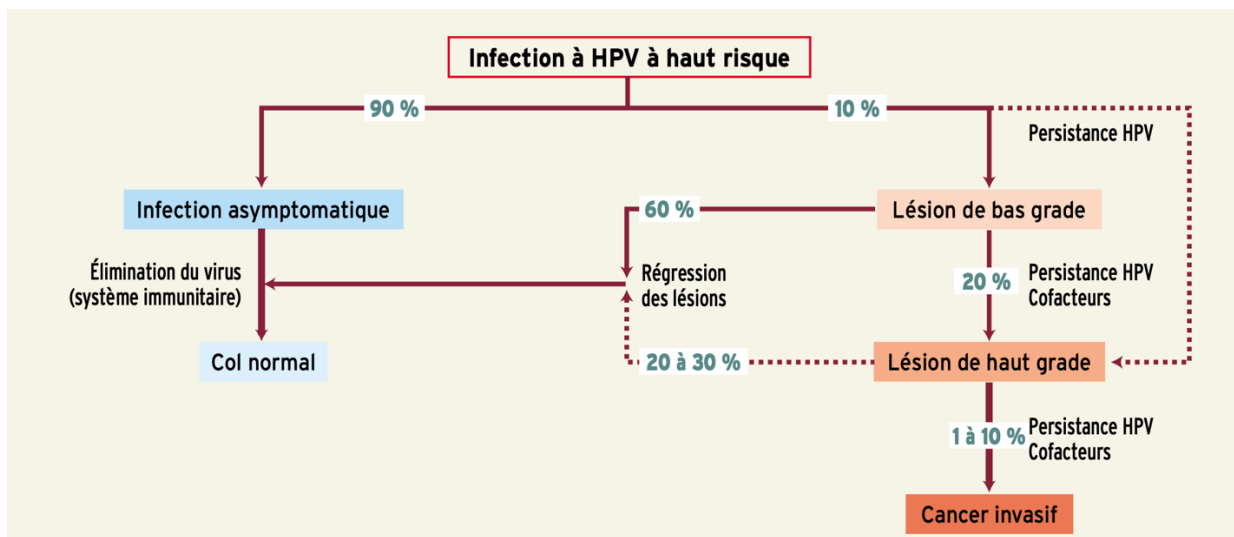 Infection à HPV à haut risque
90 %
10 %
Persistance HPV
Infection asymptomatique
60 %
Lésion de bas grade
Élimination du virus
(système immunitaire)
Régression
des lésions
20 %
Persistance HPV
Cofacteurs
Col normal
20 à 30 %
Lésion de haut grade
1 à 10 %
Persistance HPV
Cofacteurs
Cancer invasif